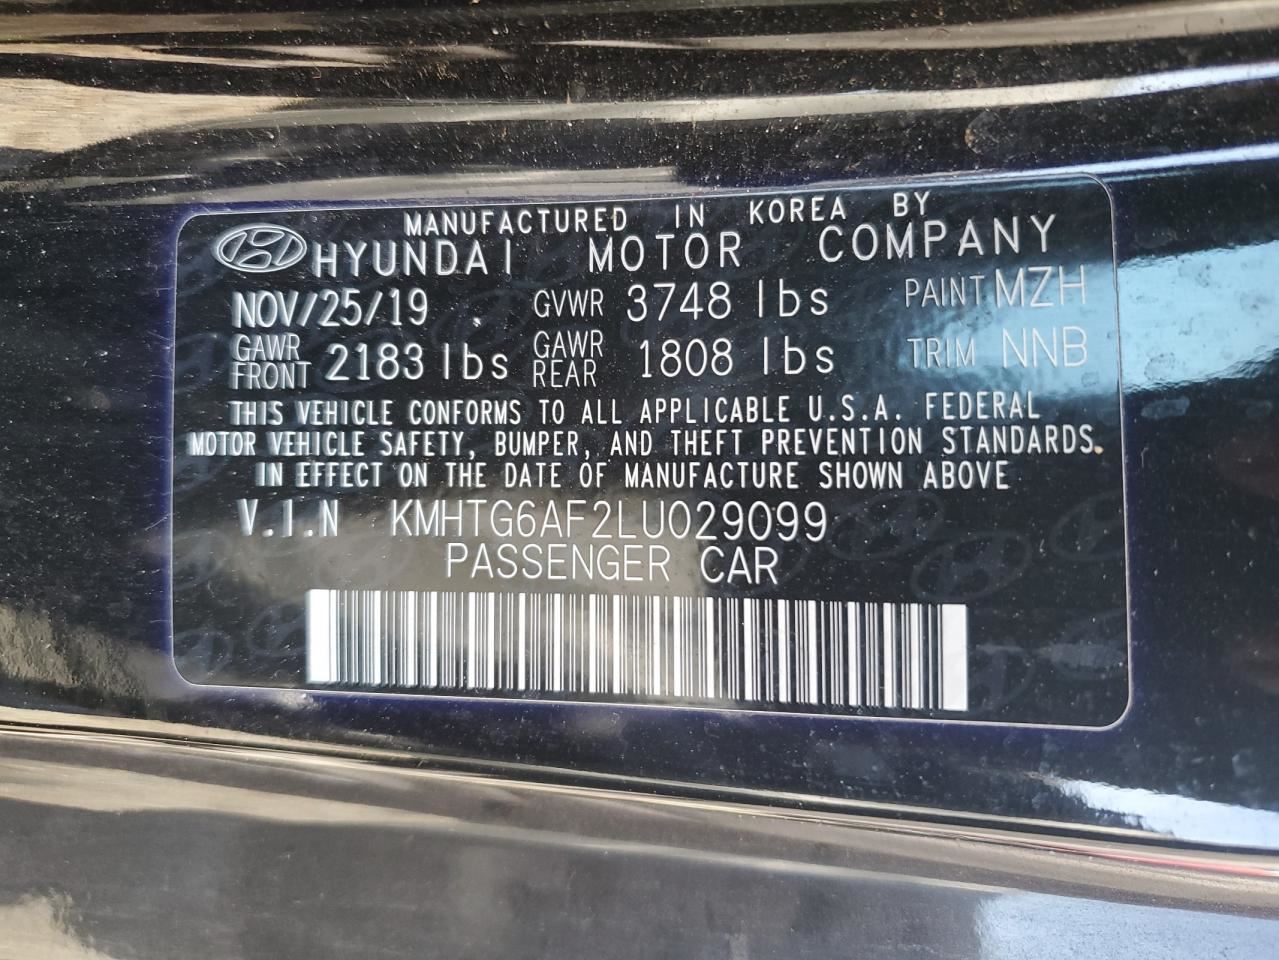 MANUFACTURED IN KOREA BY
HYUNDAI MOTOR COMPANY
NOV/25/19 GVWR 3748 lbs PAINT MZH
GAWR FRONT 2183 lbs GAWR REAR 1808 lbs TRIM NNB
THIS VEHICLE CONFORMS TO ALL APPLICABLE U.S.A. FEDERAL
MOTOR VEHICLE SAFETY, BUMPER, AND THEFT PREVENTION STANDARDS
IN EFFECT ON THE DATE OF MANUFACTURE SHOWN ABOVE
V.I.N KMHTG6AF2LU029099
PASSENGER CAR